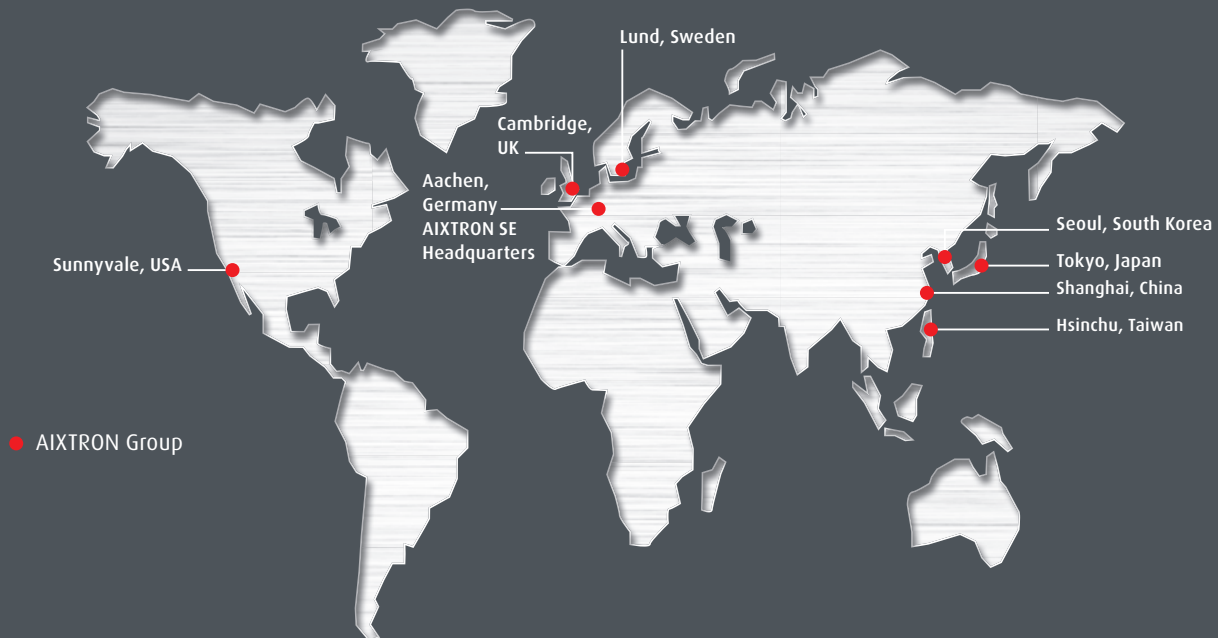 Lund, Sweden
Cambridge,
UK
Aachen,
Germany
AIXTRON SE
Headquarters
Sunnyvale, USA
Seoul, South Korea
Tokyo, Japan
Shanghai, China
Hsinchu, Taiwan
AIXTRON Group